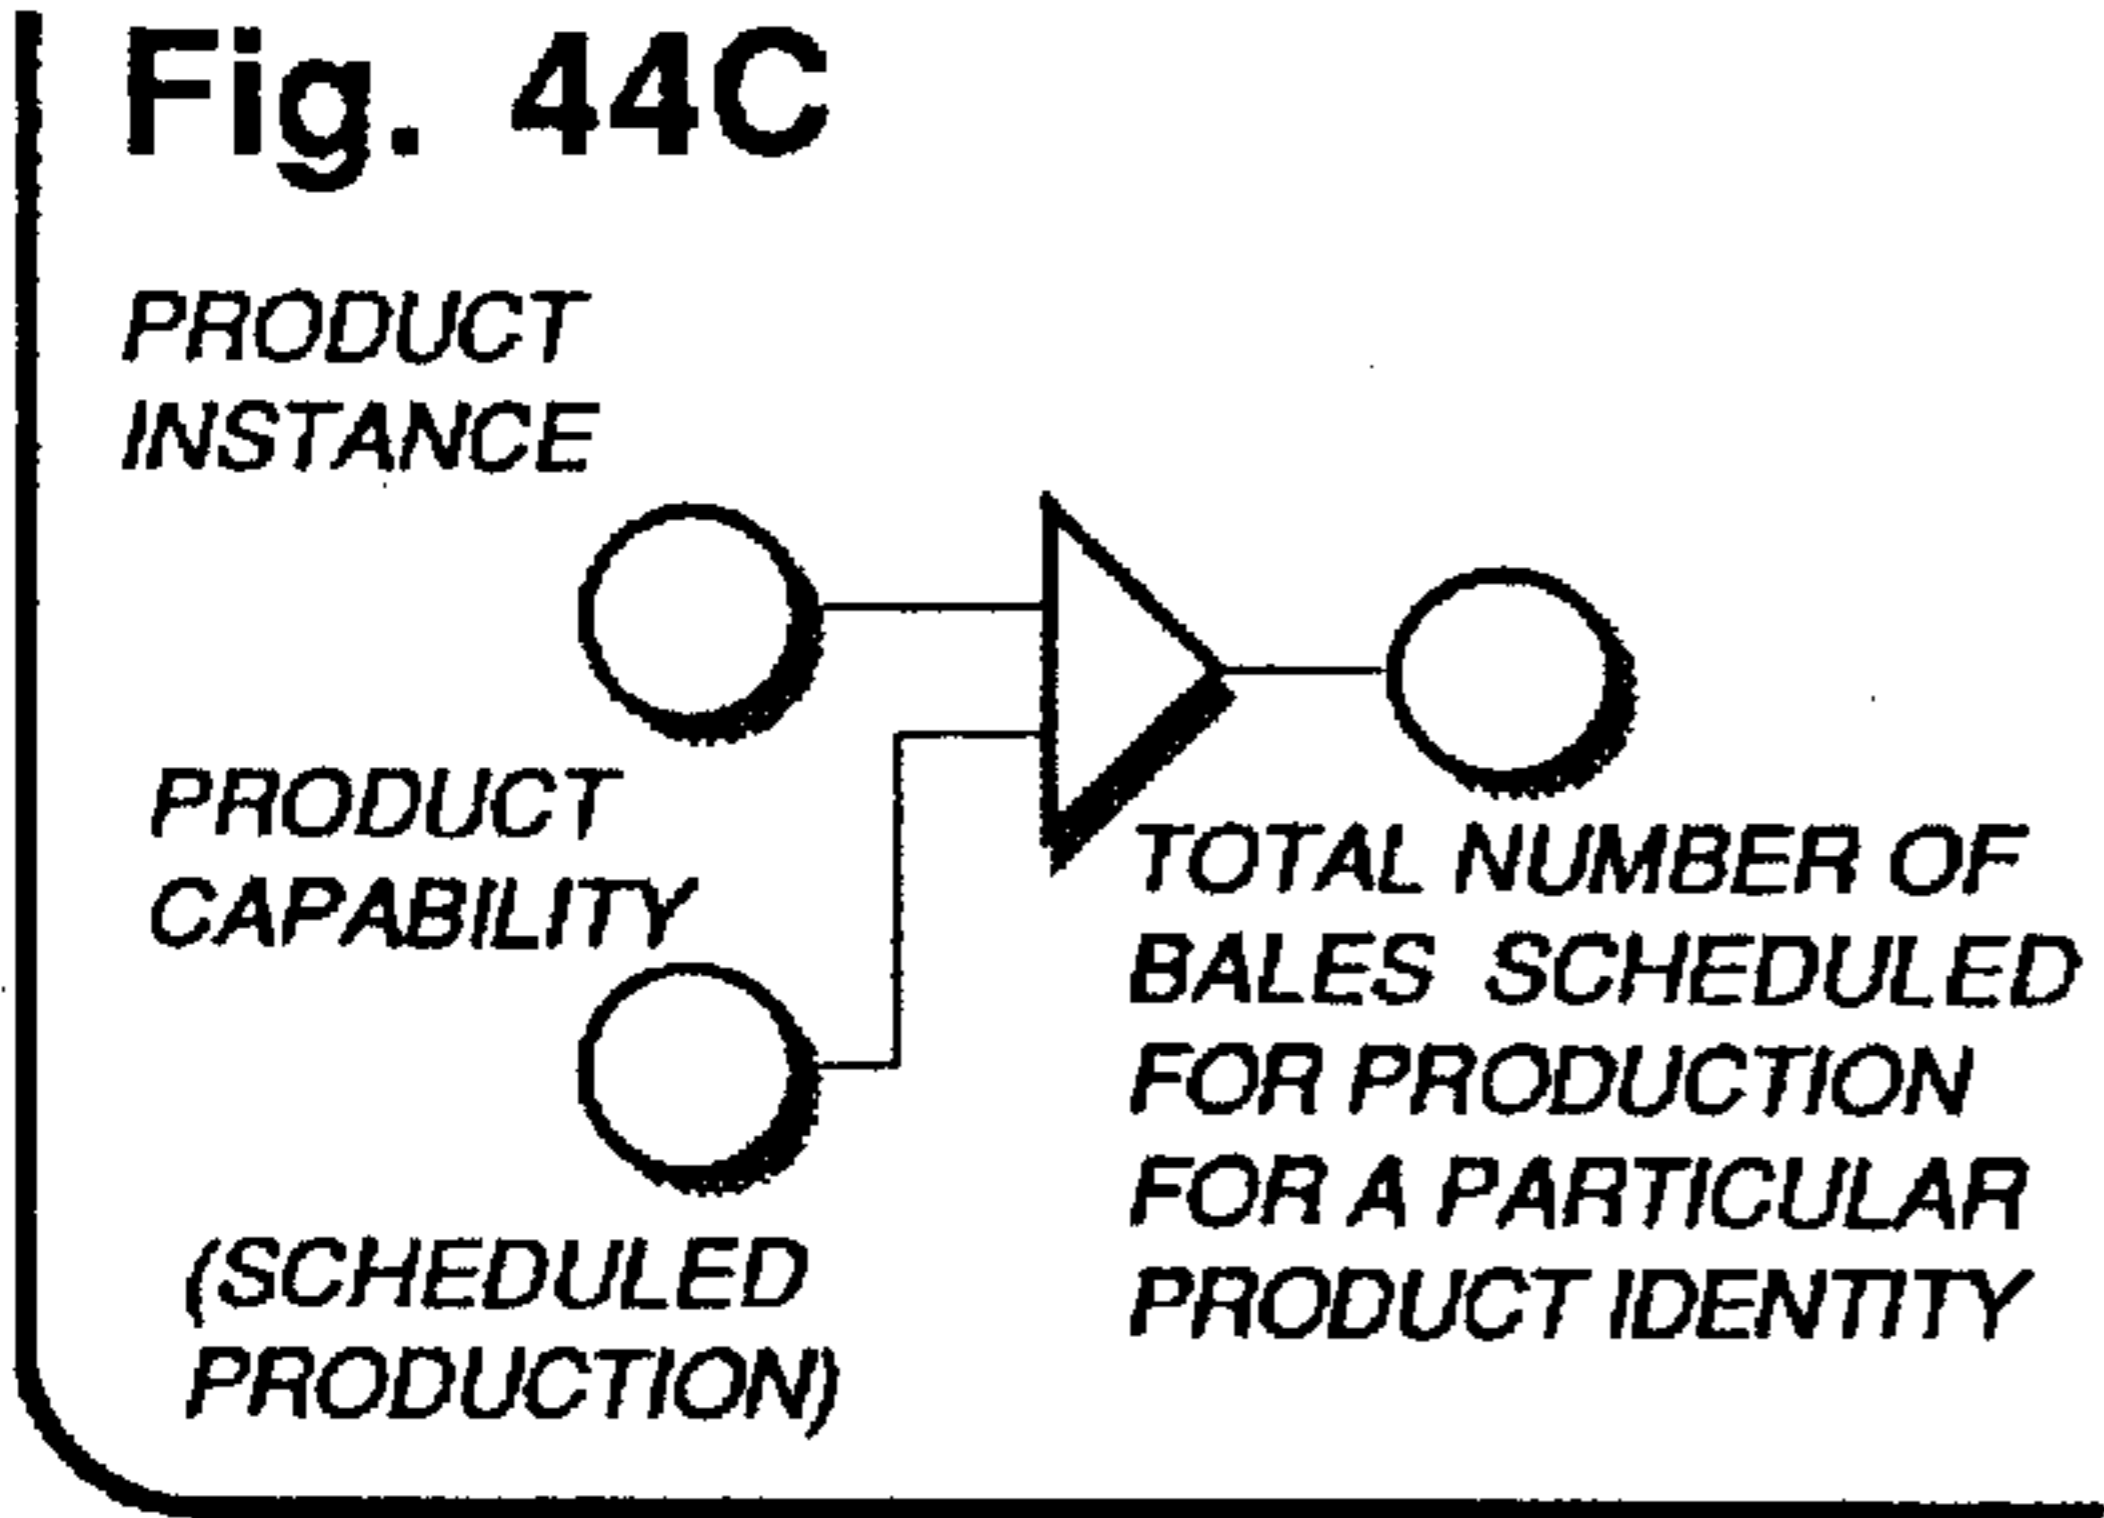 Fig. 44C
PRODUCT
INSTANCE
PRODUCT
CAPABILITY
(SCHEDULED
PRODUCTION)
TOTAL NUMBER OF
BALES SCHEDULED
FOR PRODUCTION
FOR A PARTICULAR
PRODUCT IDENTITY